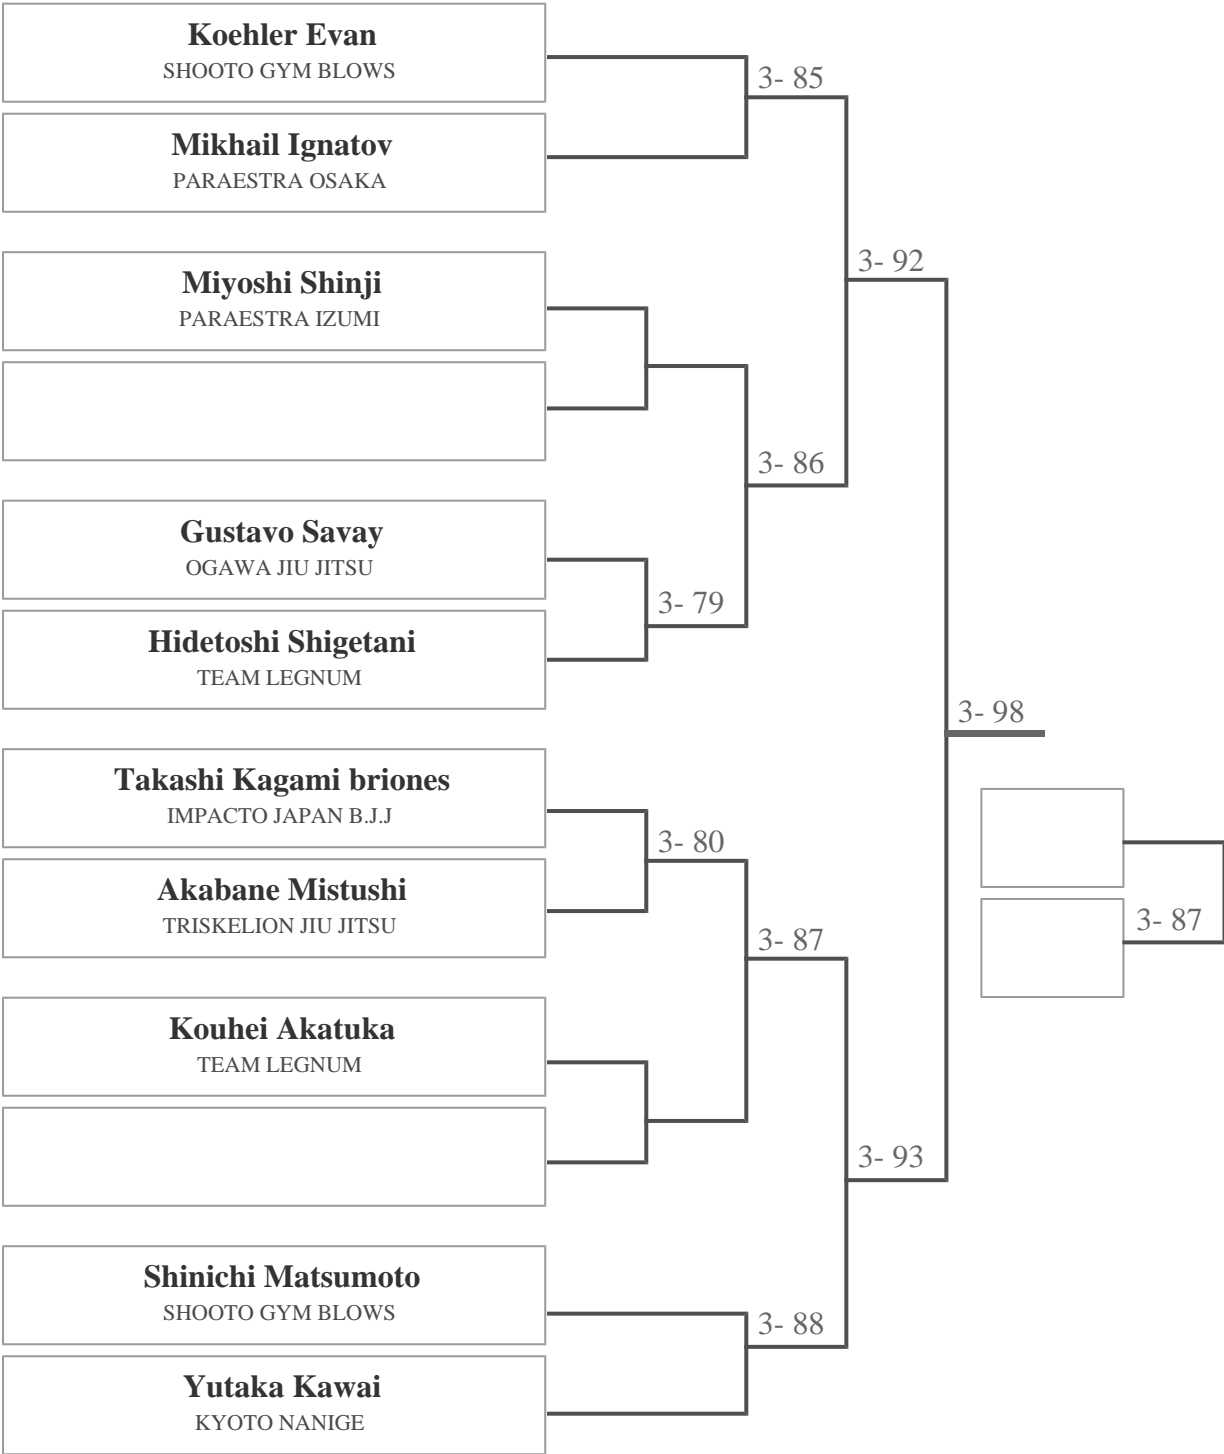 Koehler Evan
SHOOTO GYM BLOWS
3- 85
Mikhail Ignatov
PARAESTRA OSAKA
3- 92
Miyoshi Shinji
PARAESTRA IZUMI
3- 86
Gustavo Savay
OGAWA JIU JITSU
3- 79
Hidetoshi Shigetani
TEAM LEGNUM
3- 98
Takashi Kagami briones
IMPACTO JAPAN B.J.J
3- 80
Akabane Mistushi
TRISKELION JIU JITSU
3- 87
3- 87
Kouhei Akatuka
TEAM LEGNUM
3- 93
Shinichi Matsumoto
SHOOTO GYM BLOWS
3- 88
Yutaka Kawai
KYOTO NANIGE